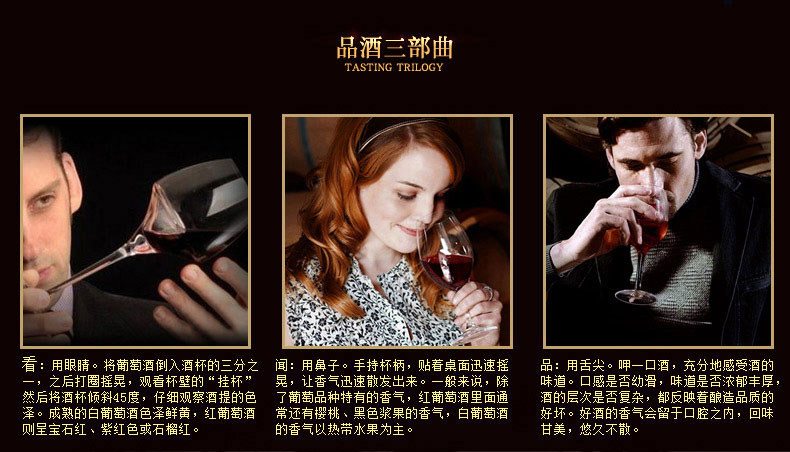 品酒三部曲
TASTING TRILOGY
看：用眼睛。将葡萄酒倒入酒杯的三分之
一，之后打圈摇晃，观看杯壁的“挂杯”
然后将酒杯倾斜45度，仔细观察酒提的色
泽。成熟的白葡萄酒色泽鲜黄，红葡萄酒
则呈宝石红、紫红色或石榴红。
闻：用鼻子。手持杯柄，贴着桌面迅速摇
晃，让香气迅速散发出来。一般来说，除
了葡萄品种特有的香气，红葡萄酒里面通
常还有樱桃、黑色浆果的香气，白葡萄酒
的香气以热带水果为主。
品：用舌尖。呷一口酒，充分地感受酒的
味道。口感是否幼滑，味道是否浓郁丰厚，
酒的层次是否复杂，都反映着酿造品质的
好坏。好酒的香气会留于口腔之内，回味
甘美，悠久不散。